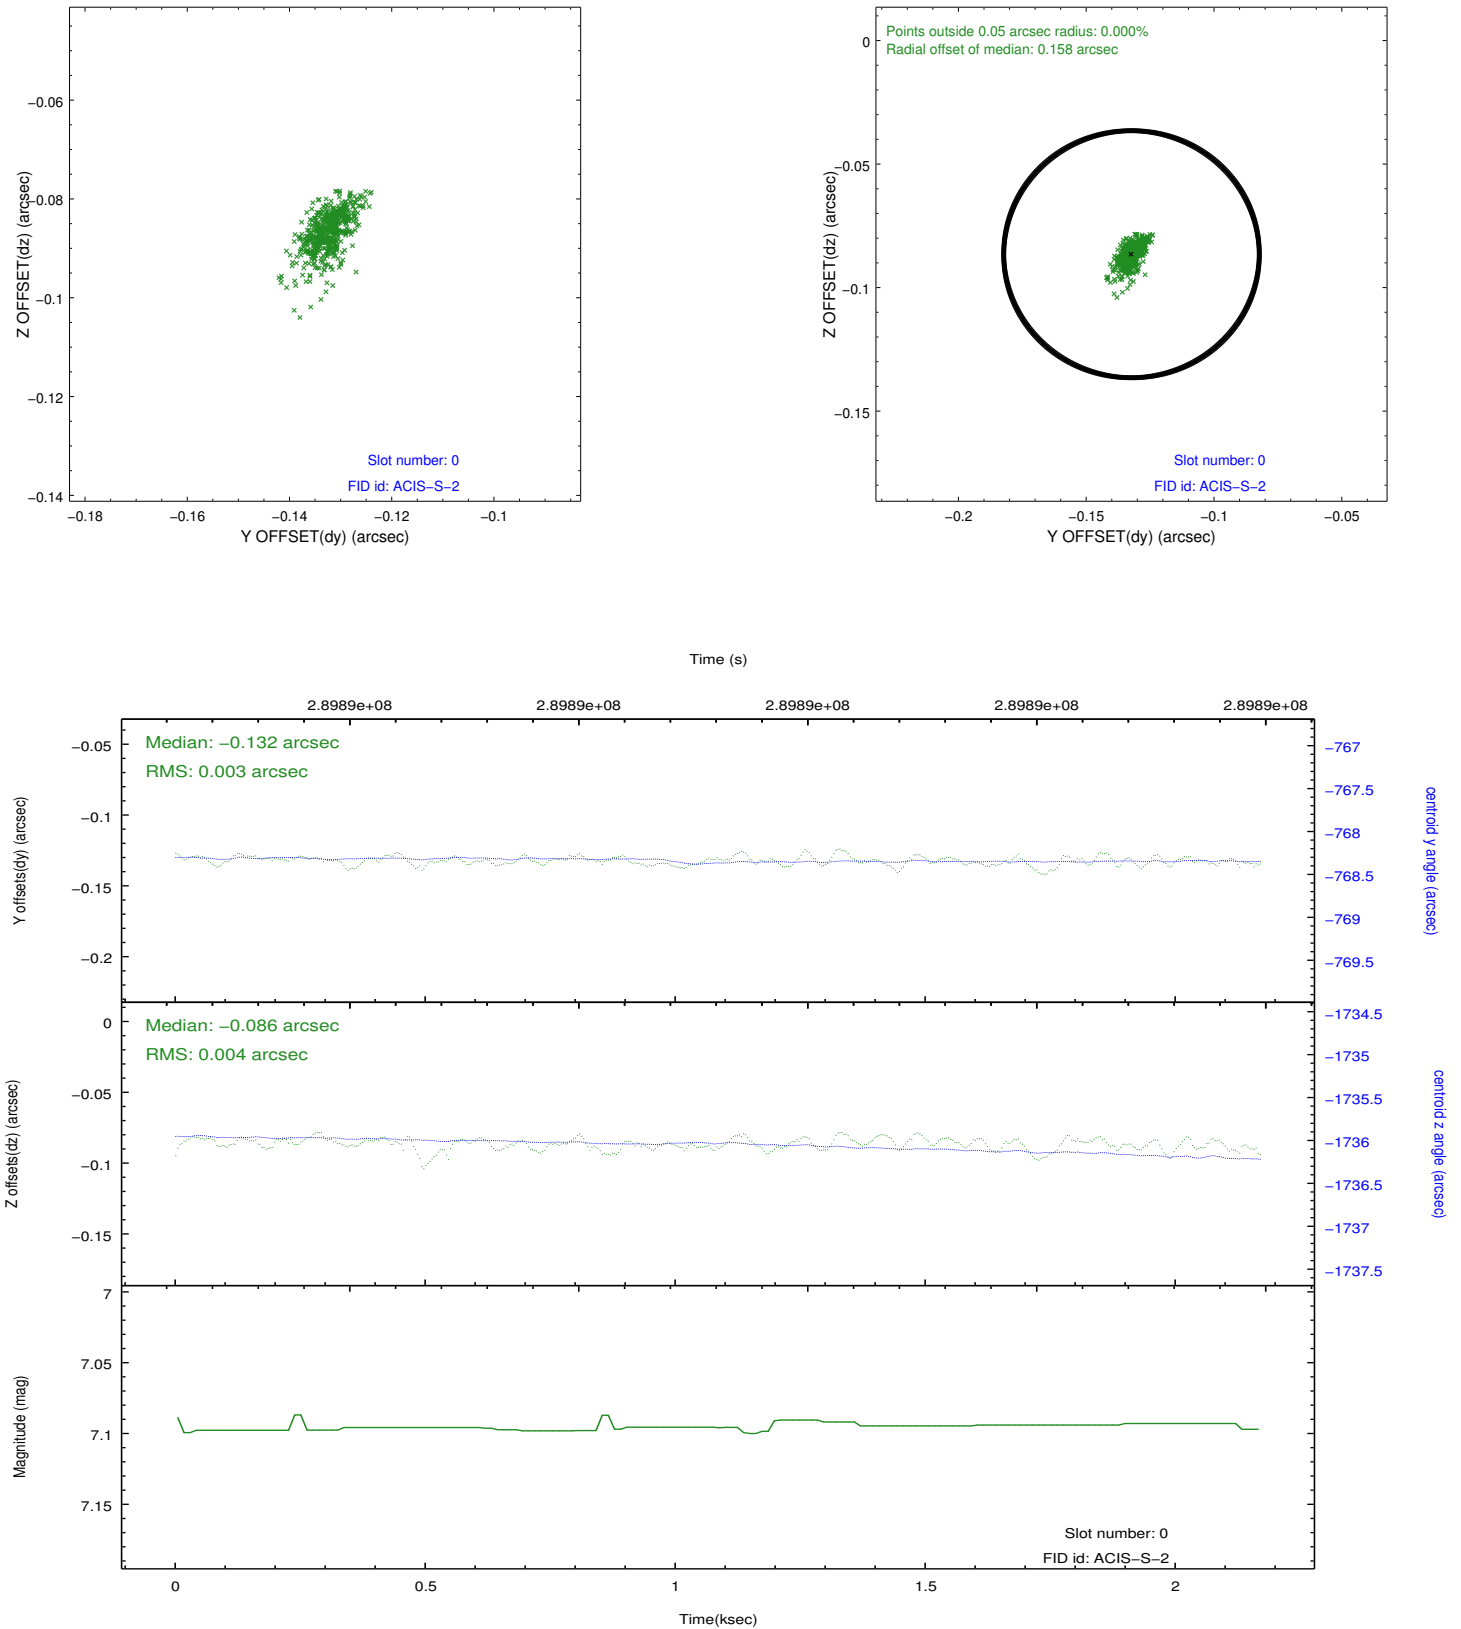 −0.06
−0.08
−0.1
−0.12
−0.14
Z OFFSET(dz) (arcsec)
Slot number: 0
FID id: ACIS−S−2
−0.18
−0.16
−0.14
−0.12
−0.1
Y OFFSET(dy) (arcsec)
Points outside 0.05 arcsec radius: 0.000%
Radial offset of median: 0.158 arcsec
0
−0.05
−0.1
−0.15
Z OFFSET(dz) (arcsec)
Slot number: 0
FID id: ACIS−S−2
−0.2
−0.15
−0.1
−0.05
Y OFFSET(dy) (arcsec)
Time (s)
2.8989e+08
2.8989e+08
2.8989e+08
2.8989e+08
2.8989e+08
Median: −0.132 arcsec
RMS: 0.003 arcsec
−0.05
−0.1
−0.15
−0.2
Y offsets(dy) (arcsec)
−767
−767.5
−768
−768.5
−769
−769.5
centroid y angle (arcsec)
Median: −0.086 arcsec
RMS: 0.004 arcsec
0
−0.05
−0.1
−0.15
Z offsets(dz) (arcsec)
−1734.5
−1735
−1735.5
−1736
−1736.5
−1737
−1737.5
centroid z angle (arcsec)
7
7.05
7.1
7.15
Magnitude (mag)
Slot number: 0
FID id: ACIS−S−2
0
0.5
1
1.5
2
Time(ksec)